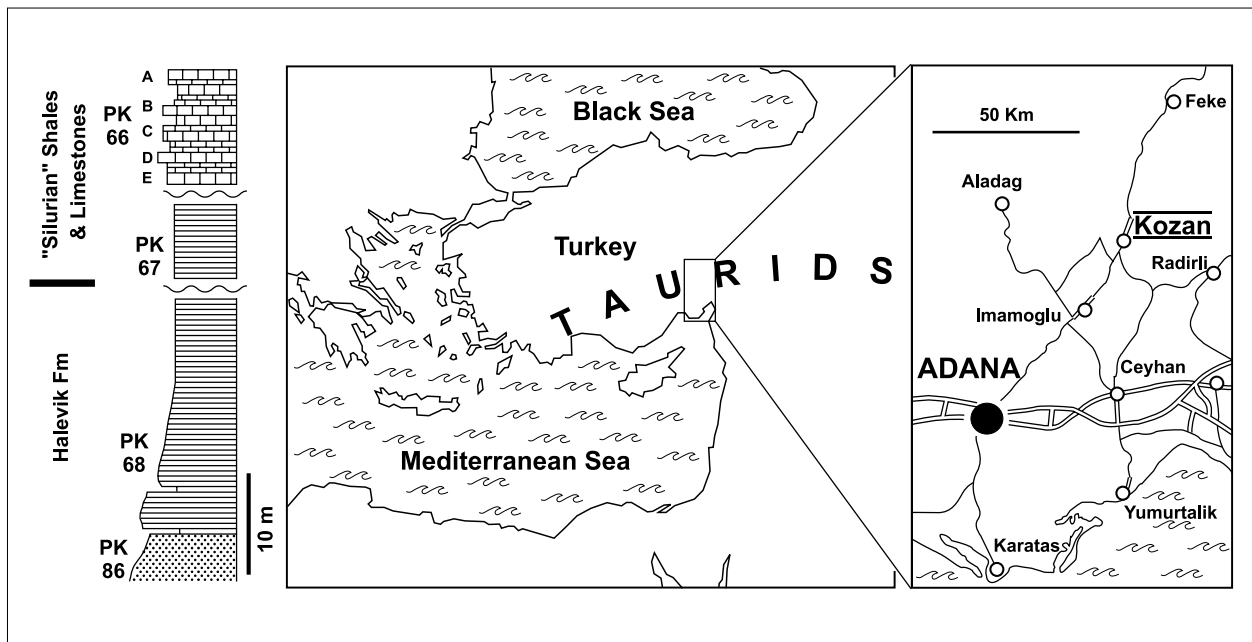 "Silurian" Shales
& Limestones
Halevik Fm
A
B
C
D
E
PK
66
PK
67
PK
68
PK
86
10 m
Black Sea
Turkey
TAURIDS
Mediterranean Sea
50 Km
Feke
Aladag
Kozan
Radirli
Imamoglu
ADANA
Ceyhan
Yumurtalik
Karatas